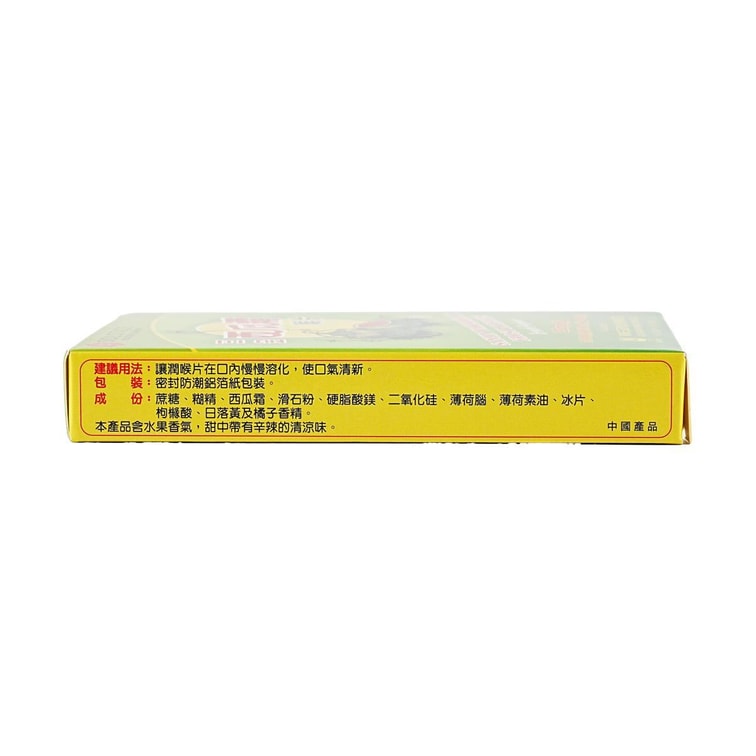 建議用法：讓潤喉片在口內慢慢溶化，使口氣清新。
包裝：密封防潮鋁箔紙包裝。
成份：蔗糖、糊精、西瓜霜、滑石粉、硬脂酸鎂、二氧化硅、薄荷腦、薄荷素油、冰片、
枸櫞酸、日落黃及橘子香精。
本產品含水果香氣，甜中帶有辛辣的清涼味。
中國產品